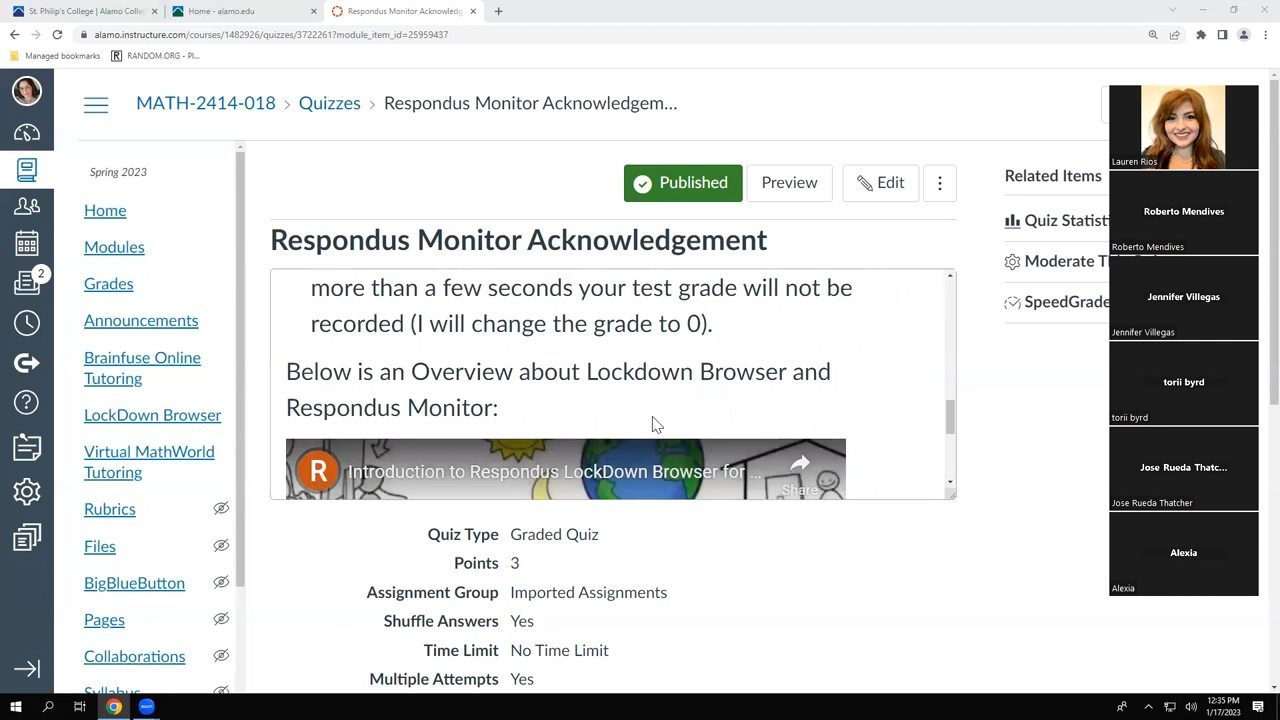 St. Philip's College | Alamo Colle
Home - alamo.edu
Respondus Monitor Acknowledg
alamo.instructure.com/courses/1482926/quizzes/3722261?module_item_id=25959437
Managed bookmarks
RANDOM.ORG - Pl...
MATH-2414-018 > Quizzes > Respondus Monitor Acknowledgem...
Spring 2023
Home
Modules
Grades
Announcements
Brainfuse Online
Tutoring
LockDown Browser
Virtual MathWorld
Tutoring
Rubrics
Files
BigBlueButton
Pages
Collaborations
Syllabus
2
Published
Preview
Edit
Respondus Monitor Acknowledgement
more than a few seconds your test grade will not be
recorded (I will change the grade to 0).
Below is an Overview about Lockdown Browser and
Respondus Monitor:
R
Introduction to Respondus LockDown Browser for ...
Share
Quiz Type Graded Quiz
Points 3
Assignment Group Imported Assignments
Shuffle Answers Yes
Time Limit No Time Limit
Multiple Attempts Yes
Related Items
Quiz Statist
Moderate T
SpeedGrade
Lauren Rios
Roberto Mendives
Roberto Mendives
Jennifer Villegas
Jennifer Villegas
torii byrd
torii byrd
Jose Rueda Thatc...
Jose Rueda Thatcher
Alexia
Alexia
zoom
12:35 PM
1/17/2023